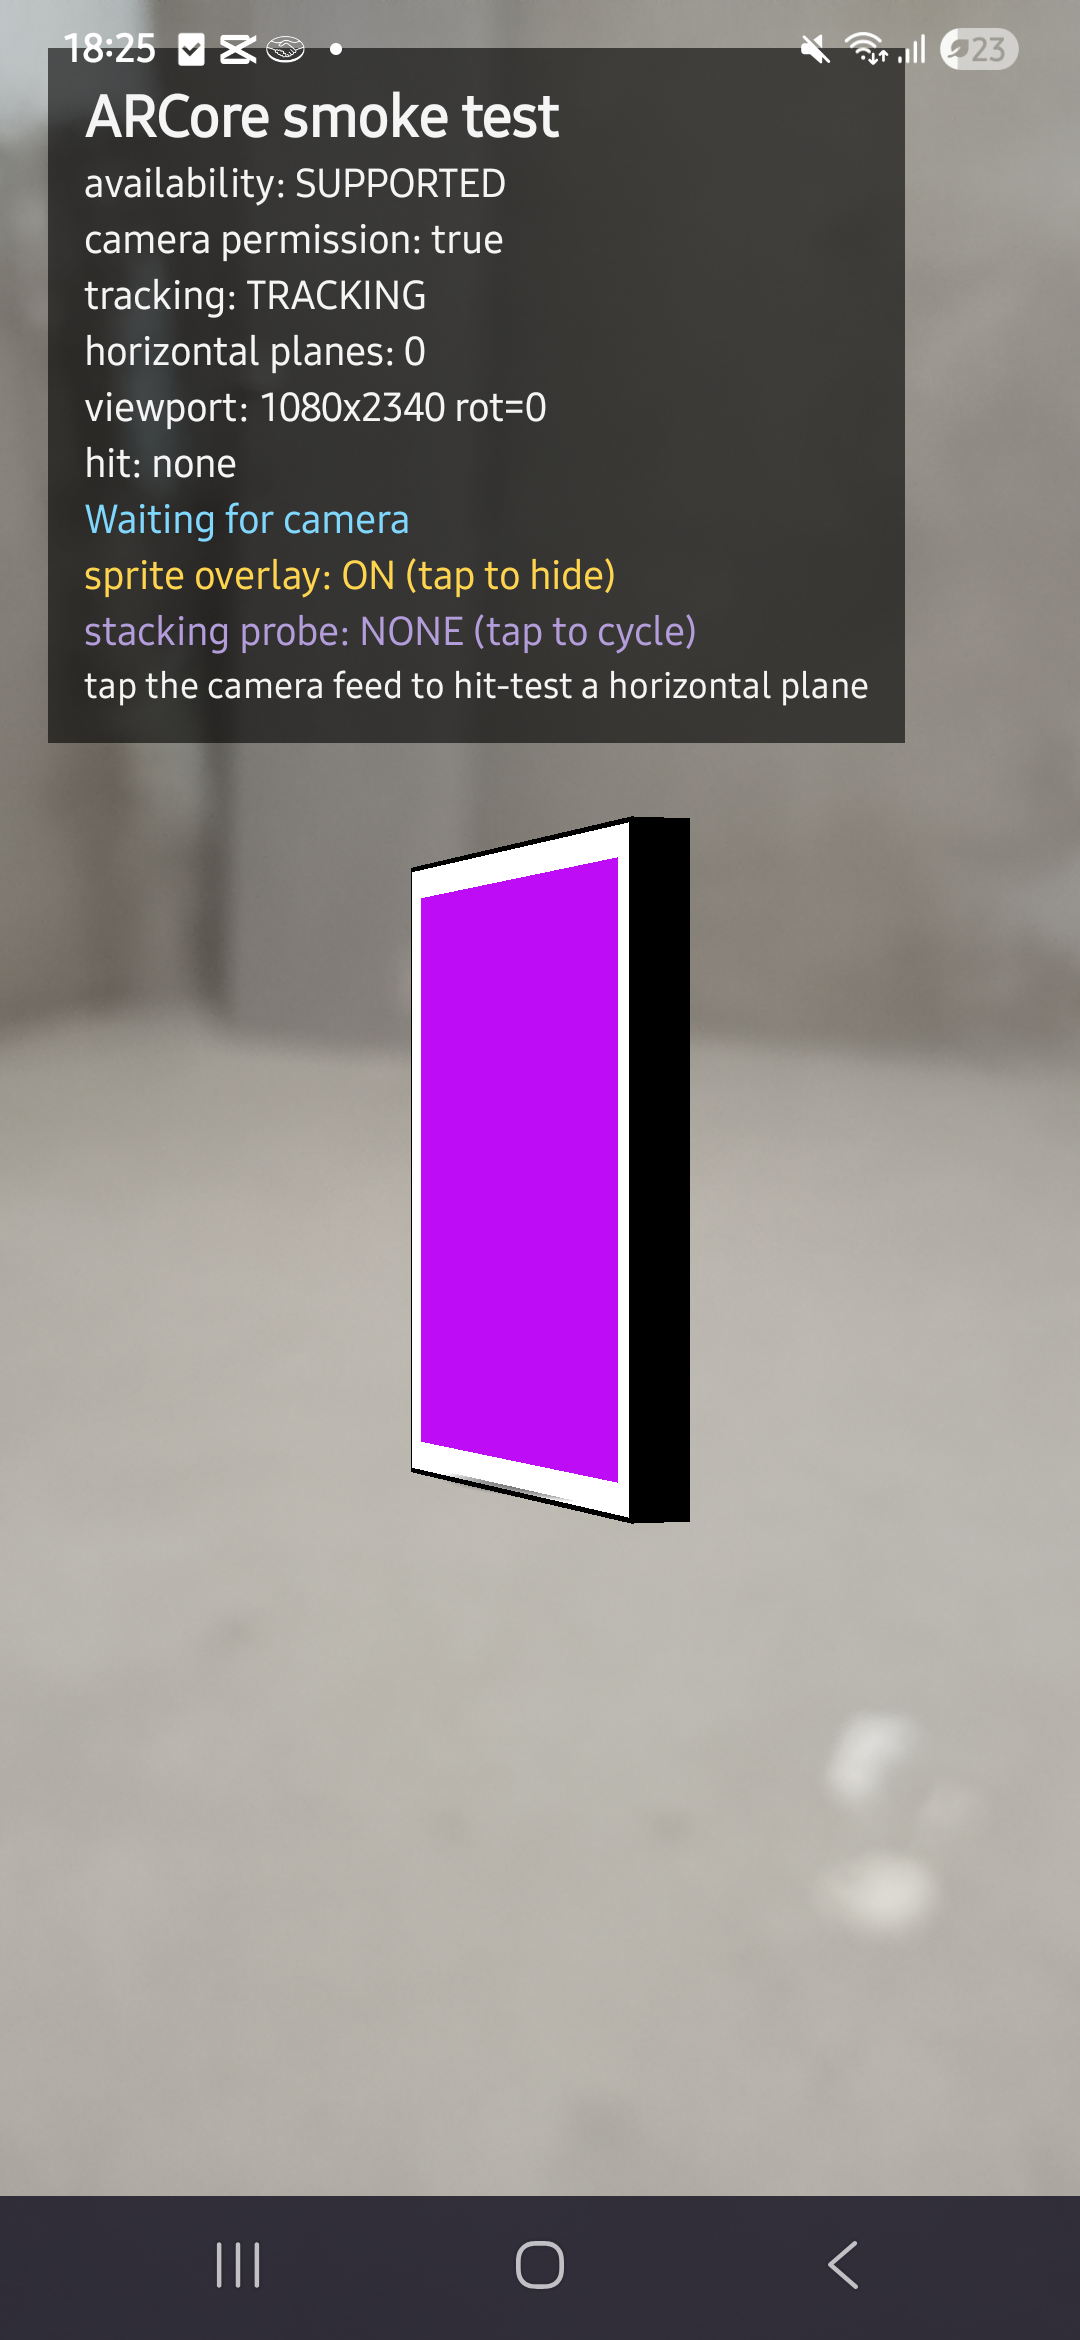 18:25
23
ARCore smoke test
availability: SUPPORTED
camera permission: true
tracking: TRACKING
horizontal planes: 0
viewport: 1080x2340 rot=0
hit: none
Waiting for camera
sprite overlay: ON (tap to hide)
stacking probe: NONE (tap to cycle)
tap the camera feed to hit-test a horizontal plane